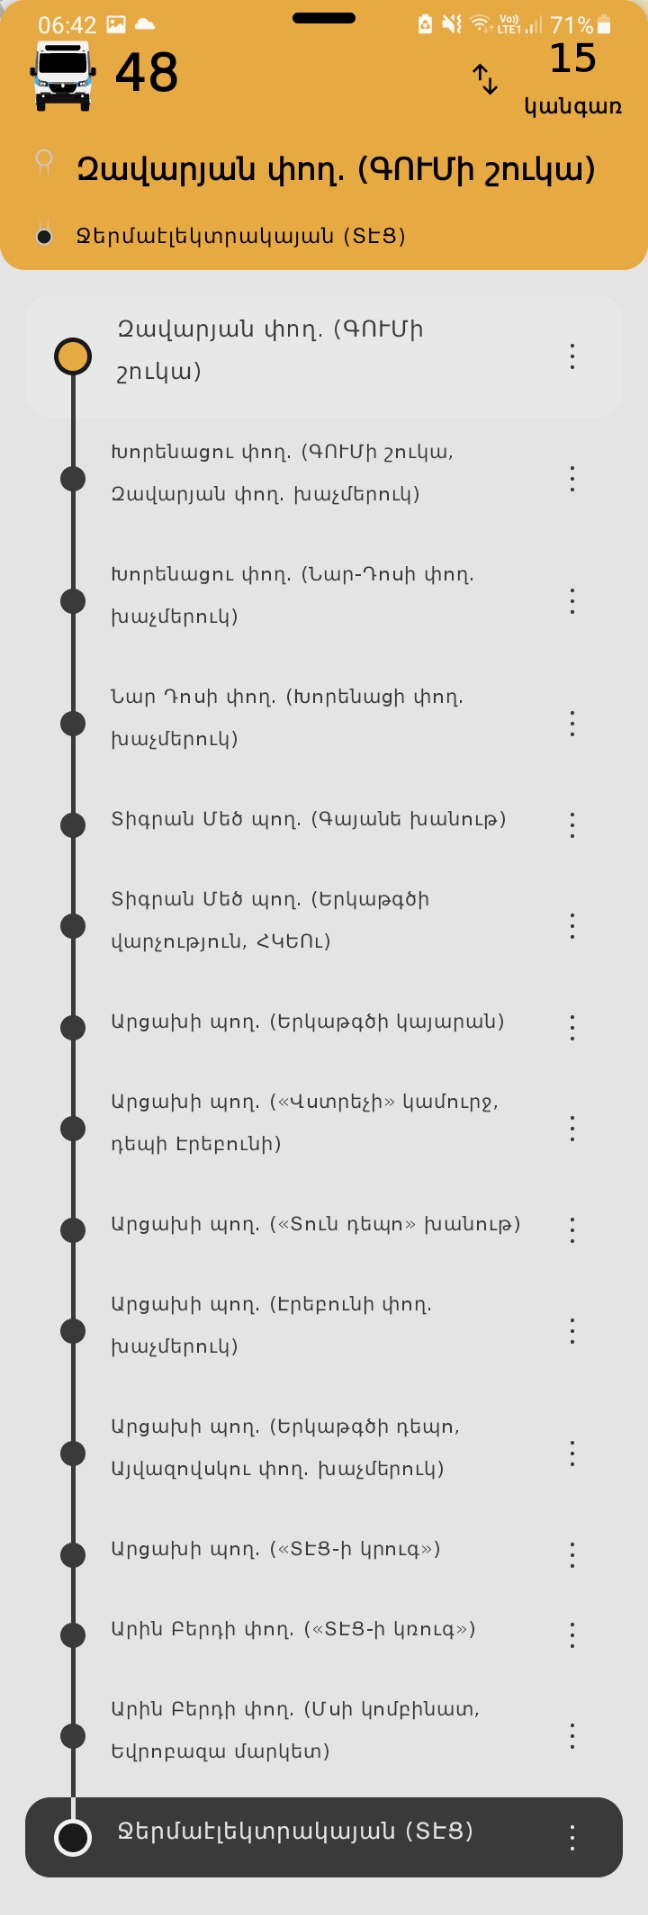 06:42
Vo))
LTE1
71%
48
15
կանգառ
Զավարյան փող. (ԳՈՒՄի շուկա)
Ջերմաէլեկտրակայան (ՏԷՑ)
Զավարյան փող. (ԳՈՒՄի
շուկա)
Խորենացու փող. (ԳՈՒՄի շուկա,
Զավարյան փող. խաչմերուկ)
Խորենացու փող. (Նար-Դոսի փող.
խաչմերուկ)
Նար Դոսի փող. (Խորենացի փող.
խաչմերուկ)
Տիգրան Մեծ պող. (Գայանե խանութ)
Տիգրան Մեծ պող. (Երկաթգծի
վարչություն, ՀԿԵՈւ)
Արցախի պող. (Երկաթգծի կայարան)
Արցախի պող. («Վստրեչի» կամուրջ,
դեպի Էրեբունի)
Արցախի պող. («Տուն դեպո» խանութ)
Արցախի պող. (Էրեբունի փող.
խաչմերուկ)
Արցախի պող. (Երկաթգծի դեպո,
Այվազովսկու փող. խաչմերուկ)
Արցախի պող. («ՏԷՑ-ի կրուգ»)
Արին Բերդի փող. («ՏԷՑ-ի կռուգ»)
Արին Բերդի փող. (Մսի կոմբինատ,
Եվրոբազա մարկետ)
Ջերմաէլեկտրակայան (ՏԷՑ)